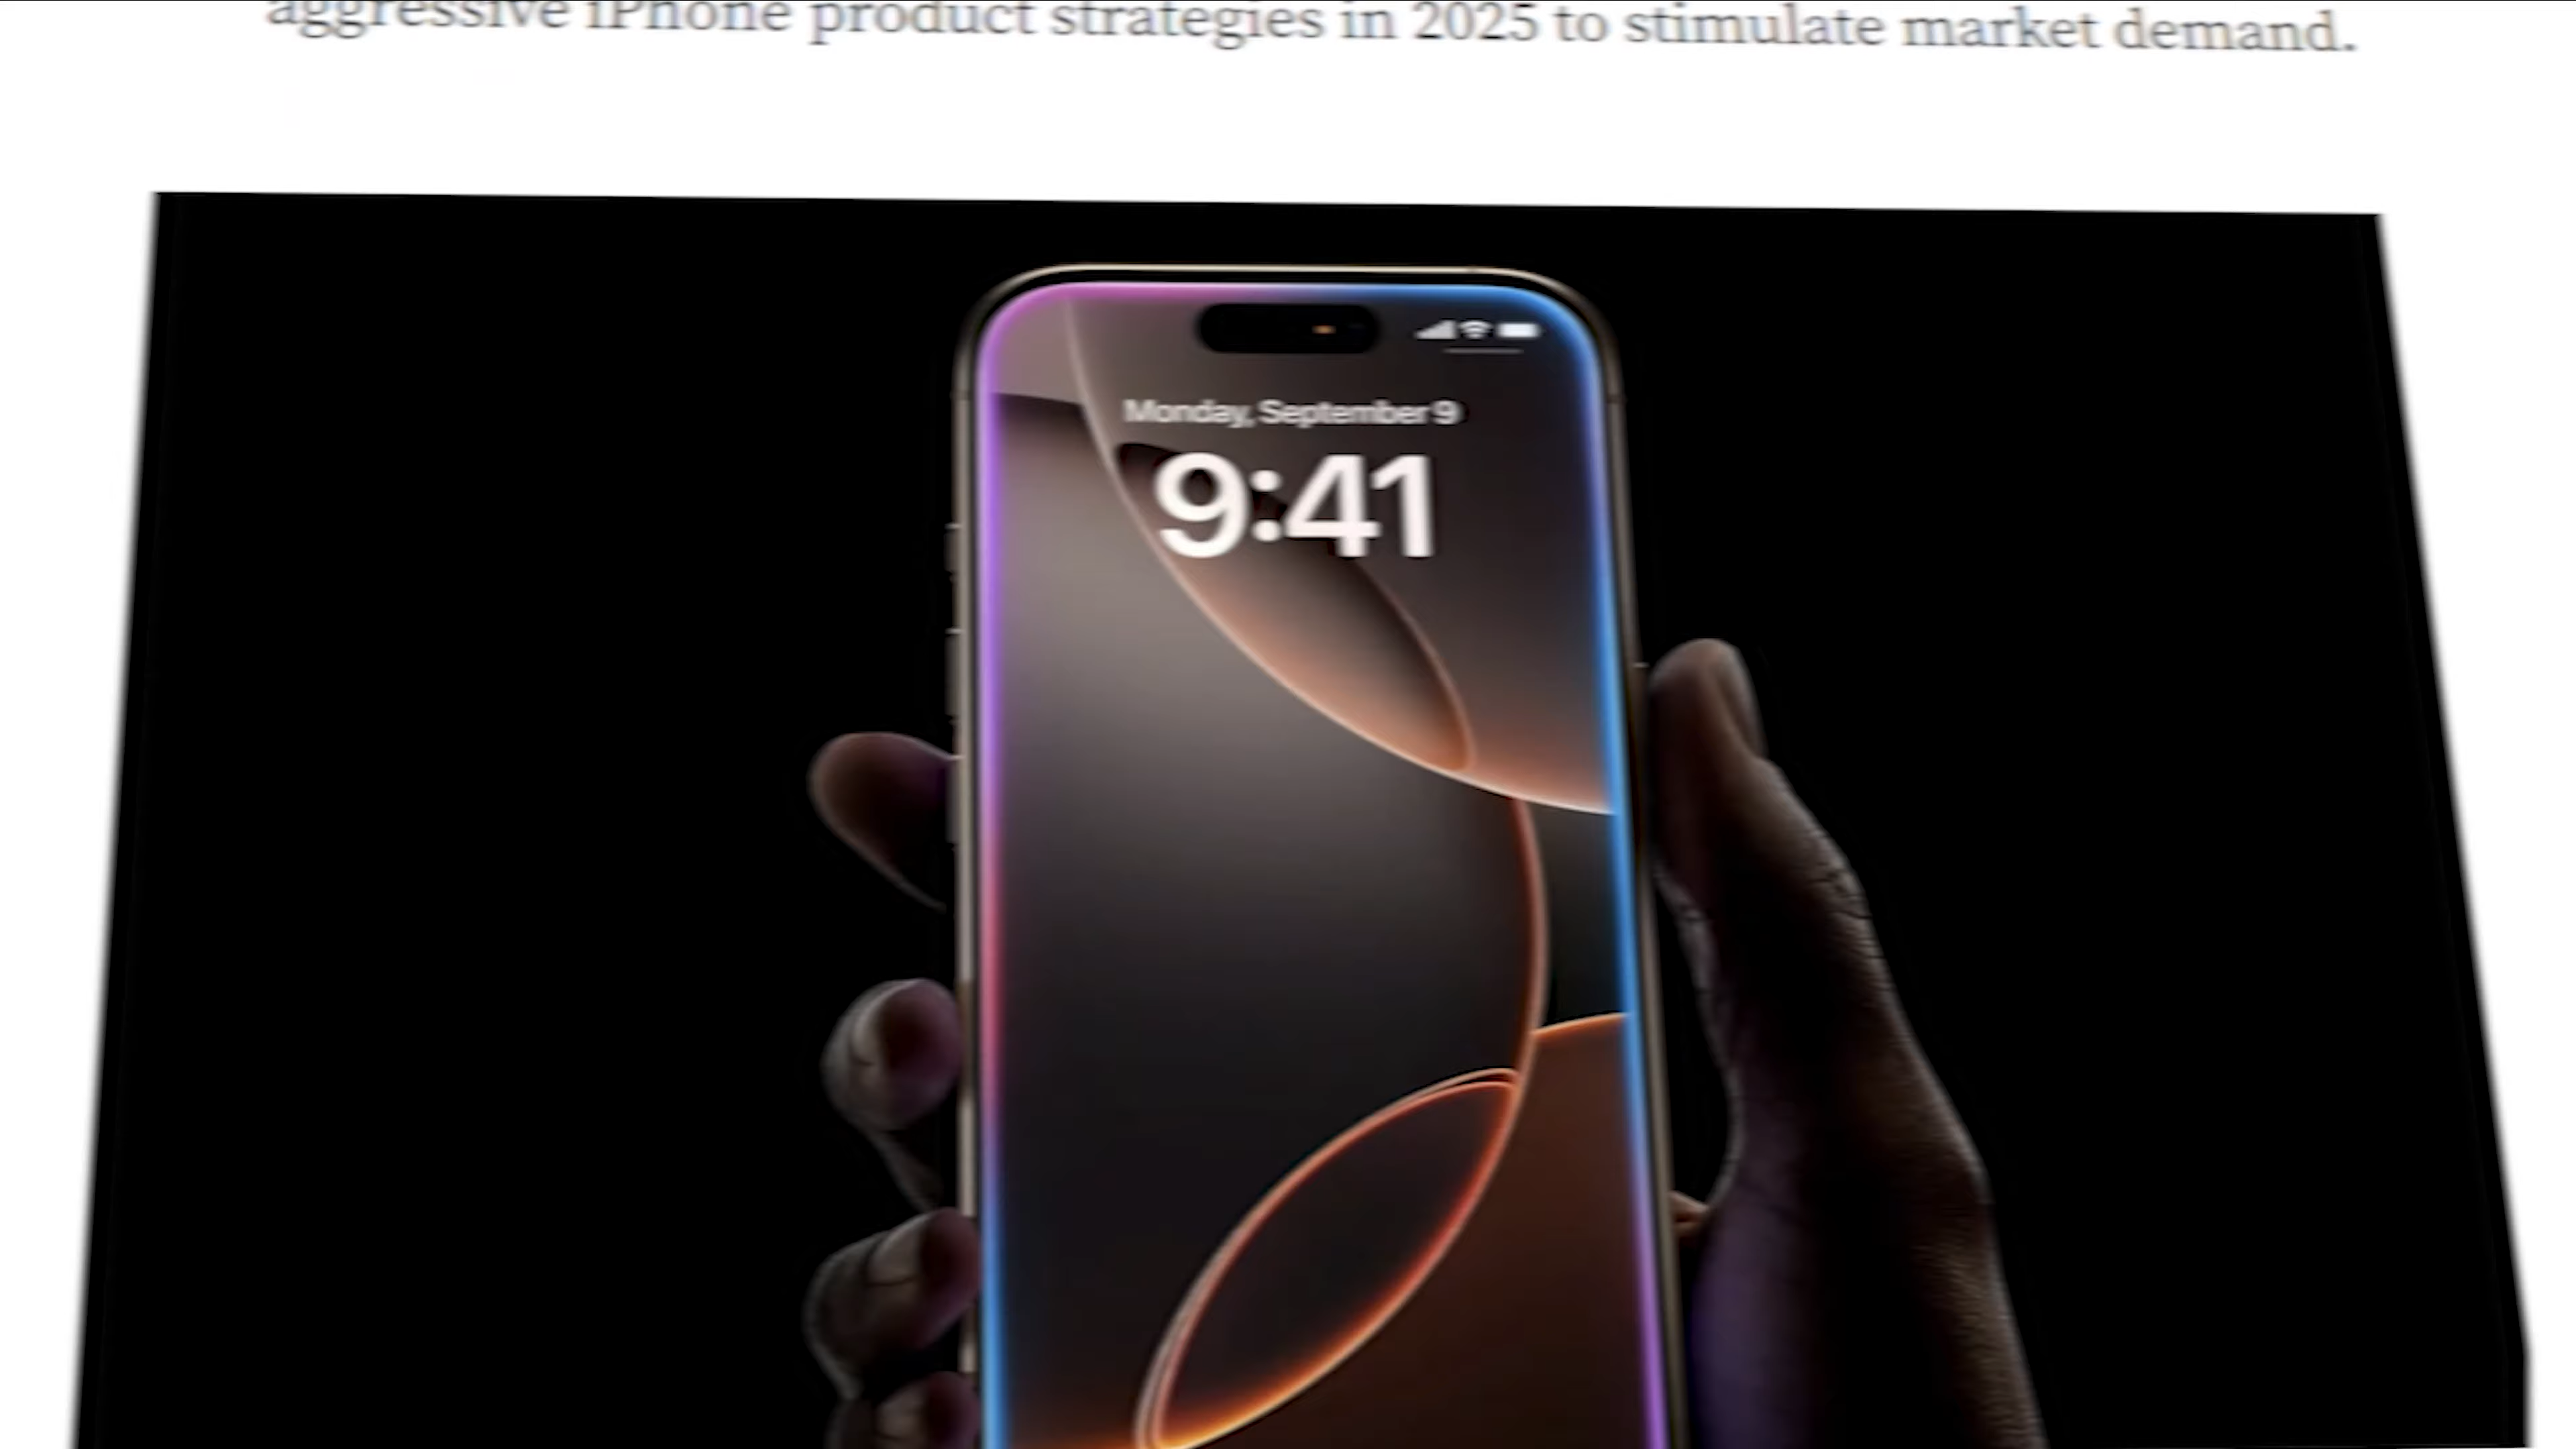 aggressive iPhone product strategies in 2025 to stimulate market demand.
Monday, September 9
9:41